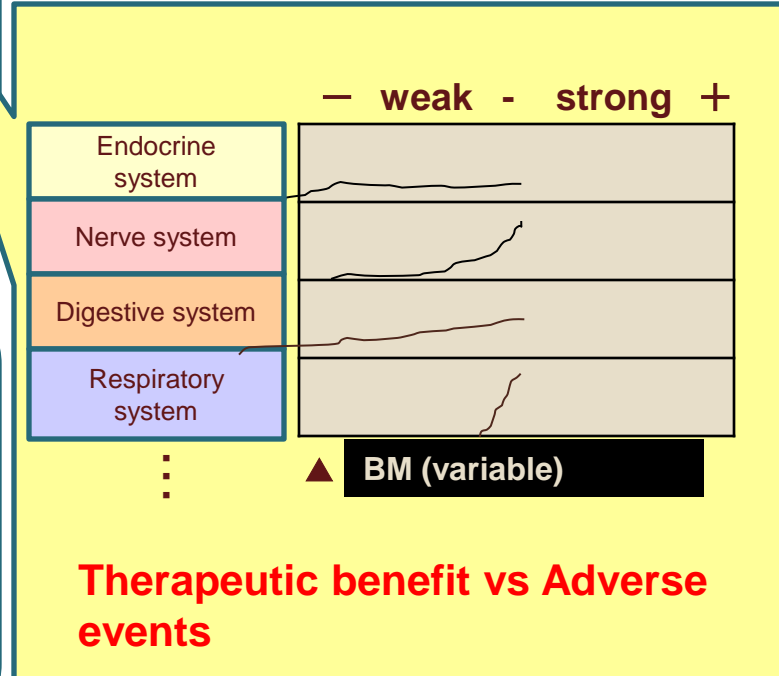 − weak - strong +
Endocrine
system
Nerve system
Digestive system
Respiratory
system
⋮
▲ BM (variable)
Therapeutic benefit vs Adverse
events